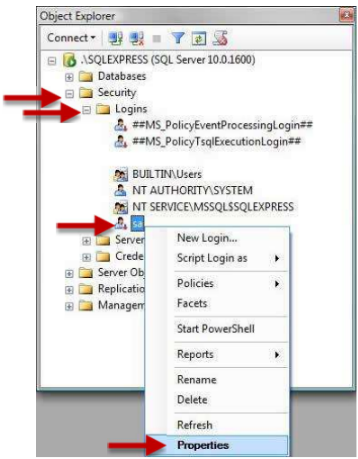 Object Explorer
Connect
.\SQLEXPRESS (SQL Server 10.0.1600)
Databases
Security
Logins
##MS_PolicyEventProcessingLogin##
##MS_PolicyTsqlExecutionLogin##
BUILTIN\Users
NT AUTHORITY\SYSTEM
NT SERVICE\MSSQL$SQLEXPRESS
sa
Server
Crede
Server Ob
Replicatio
Managem
New Login...
Script Login as
Policies
Facets
Start PowerShell
Reports
Rename
Delete
Refresh
Properties